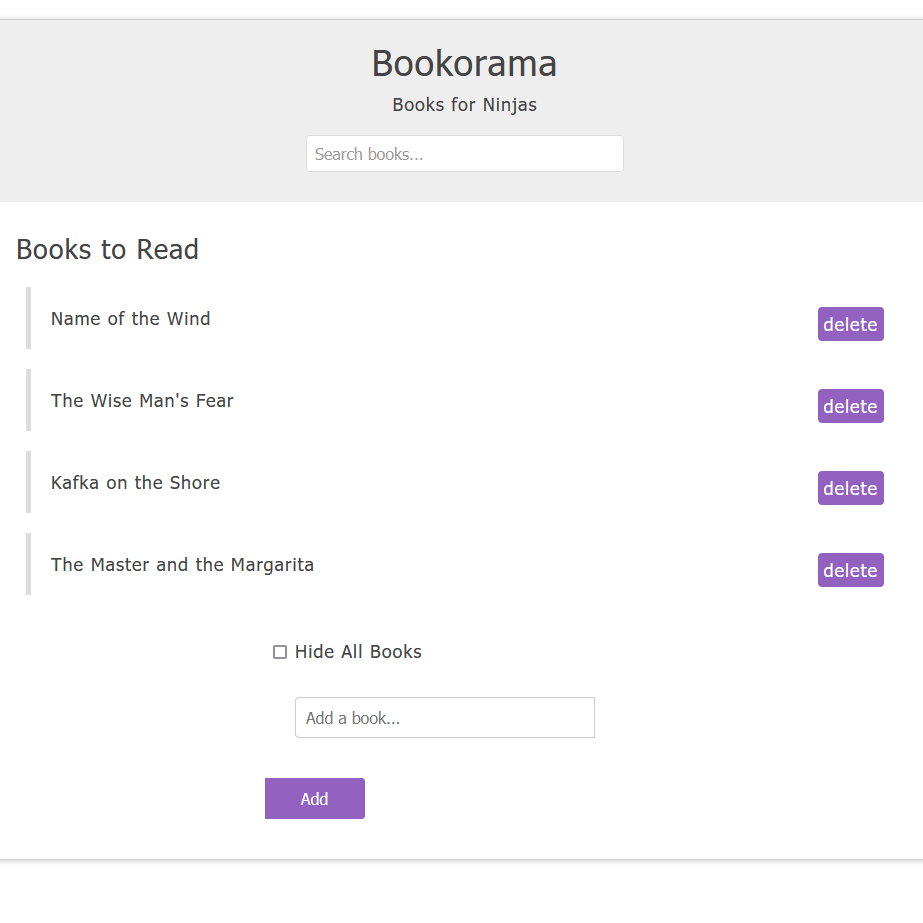 Bookorama
Books for Ninjas
Search books...
Books to Read
Name of the Wind
delete
The Wise Man's Fear
delete
Kafka on the Shore
delete
The Master and the Margarita
delete
Hide All Books
Add a book...
Add